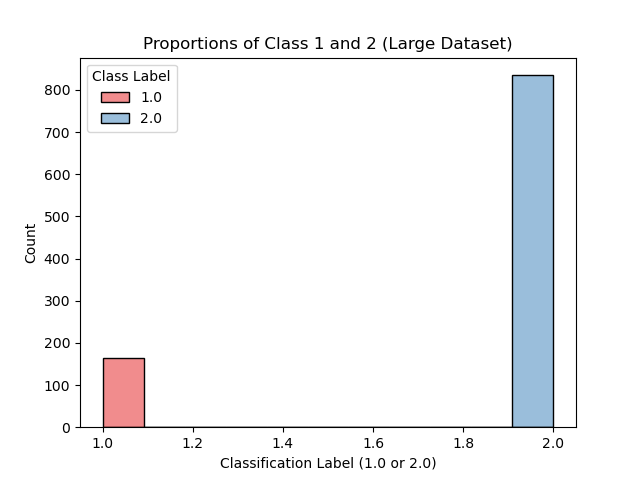 Proportions of Class 1 and 2 (Large Dataset)
Class Label
1.0
2.0
800
700
600
500
400
300
200
100
0
Count
1.0 1.2 1.4 1.6 1.8 2.0
Classification Label (1.0 or 2.0)